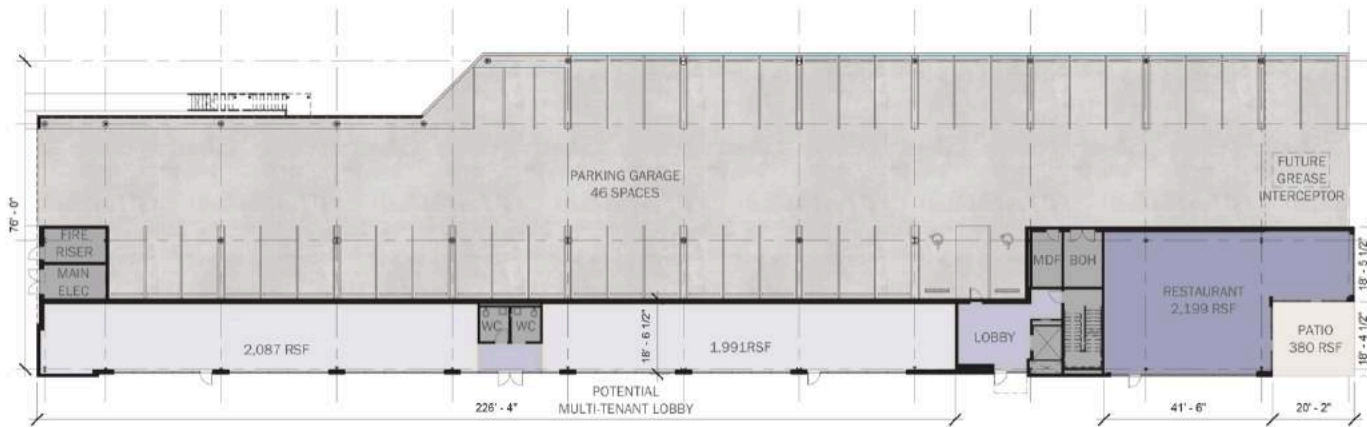 PARKING GARAGE
46 SPACES
FUTURE
GREASE
INTERCEPTOR
76' - 0"
FIRE
RISER
MAIN
ELEC
MDF
BOH
18' - 5 1/2"
RESTAURANT
2,199 RSF
WC
WC
18' - 6 1/2"
LOBBY
PATIO
380 RSF
18' - 4 1/2"
2,087 RSF
1,991RSF
POTENTIAL
MULTI-TENANT LOBBY
226' - 4"
41' - 6"
20' - 2"